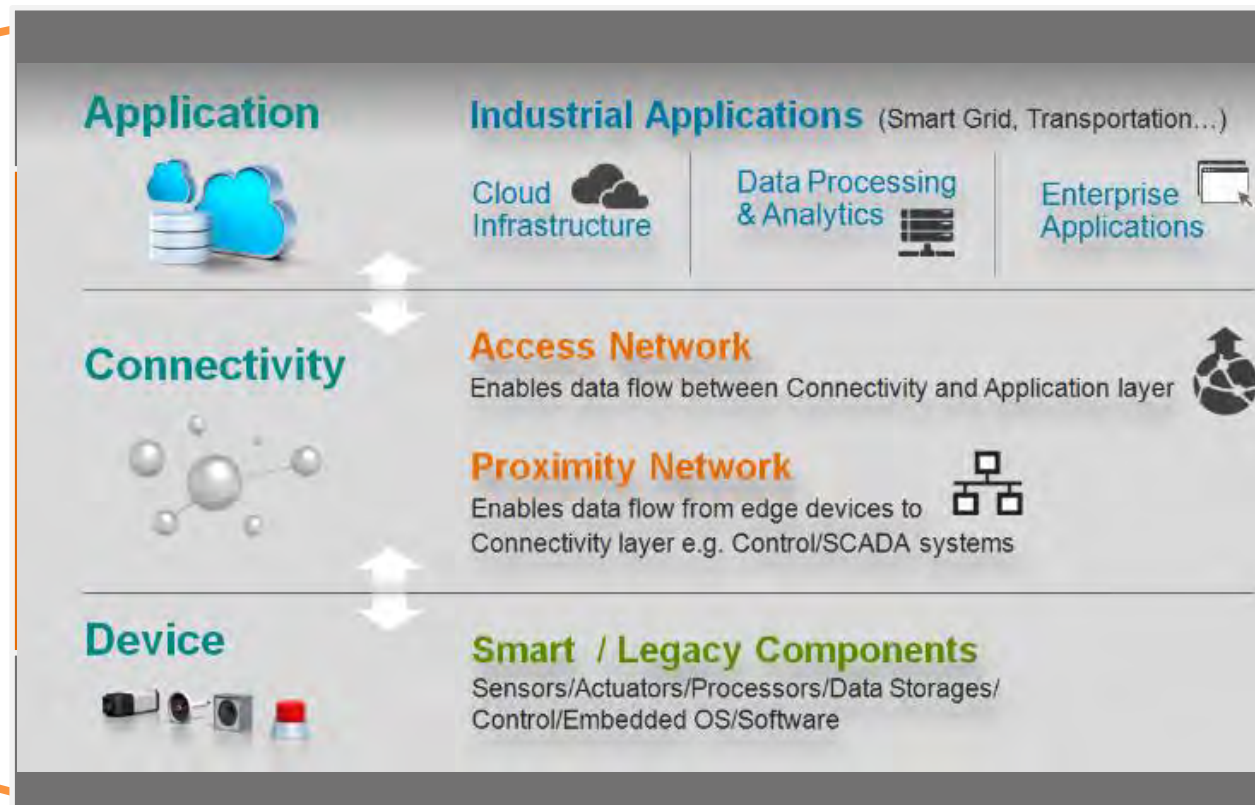 Application
Industrial Applications (Smart Grid, Transportation...)
Cloud
Infrastructure
Data Processing
& Analytics
Enterprise
Applications
Connectivity
Access Network
Enables data flow between Connectivity and Application layer
Proximity Network
Enables data flow from edge devices to
Connectivity layer e.g. Control/SCADA systems
Device
Smart / Legacy Components
Sensors/Actuators/Processors/Data Storages/
Control/Embedded OS/Software